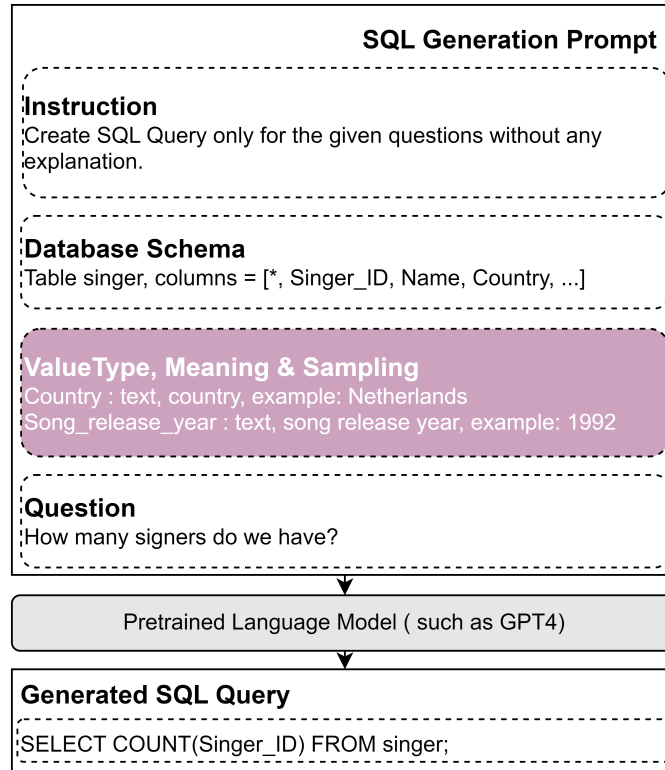 SQL Generation Prompt
Instruction
Create SQL Query only for the given questions without any
explanation.
Database Schema
Table singer, columns = [*, Singer_ID, Name, Country, ...]
ValueType, Meaning & Sampling
Country : text, country, example: Netherlands
Song_release_year : text, song release year, example: 1992
Question
How many signers do we have?
Pretrained Language Model ( such as GPT4)
Generated SQL Query
SELECT COUNT(Singer_ID) FROM singer;